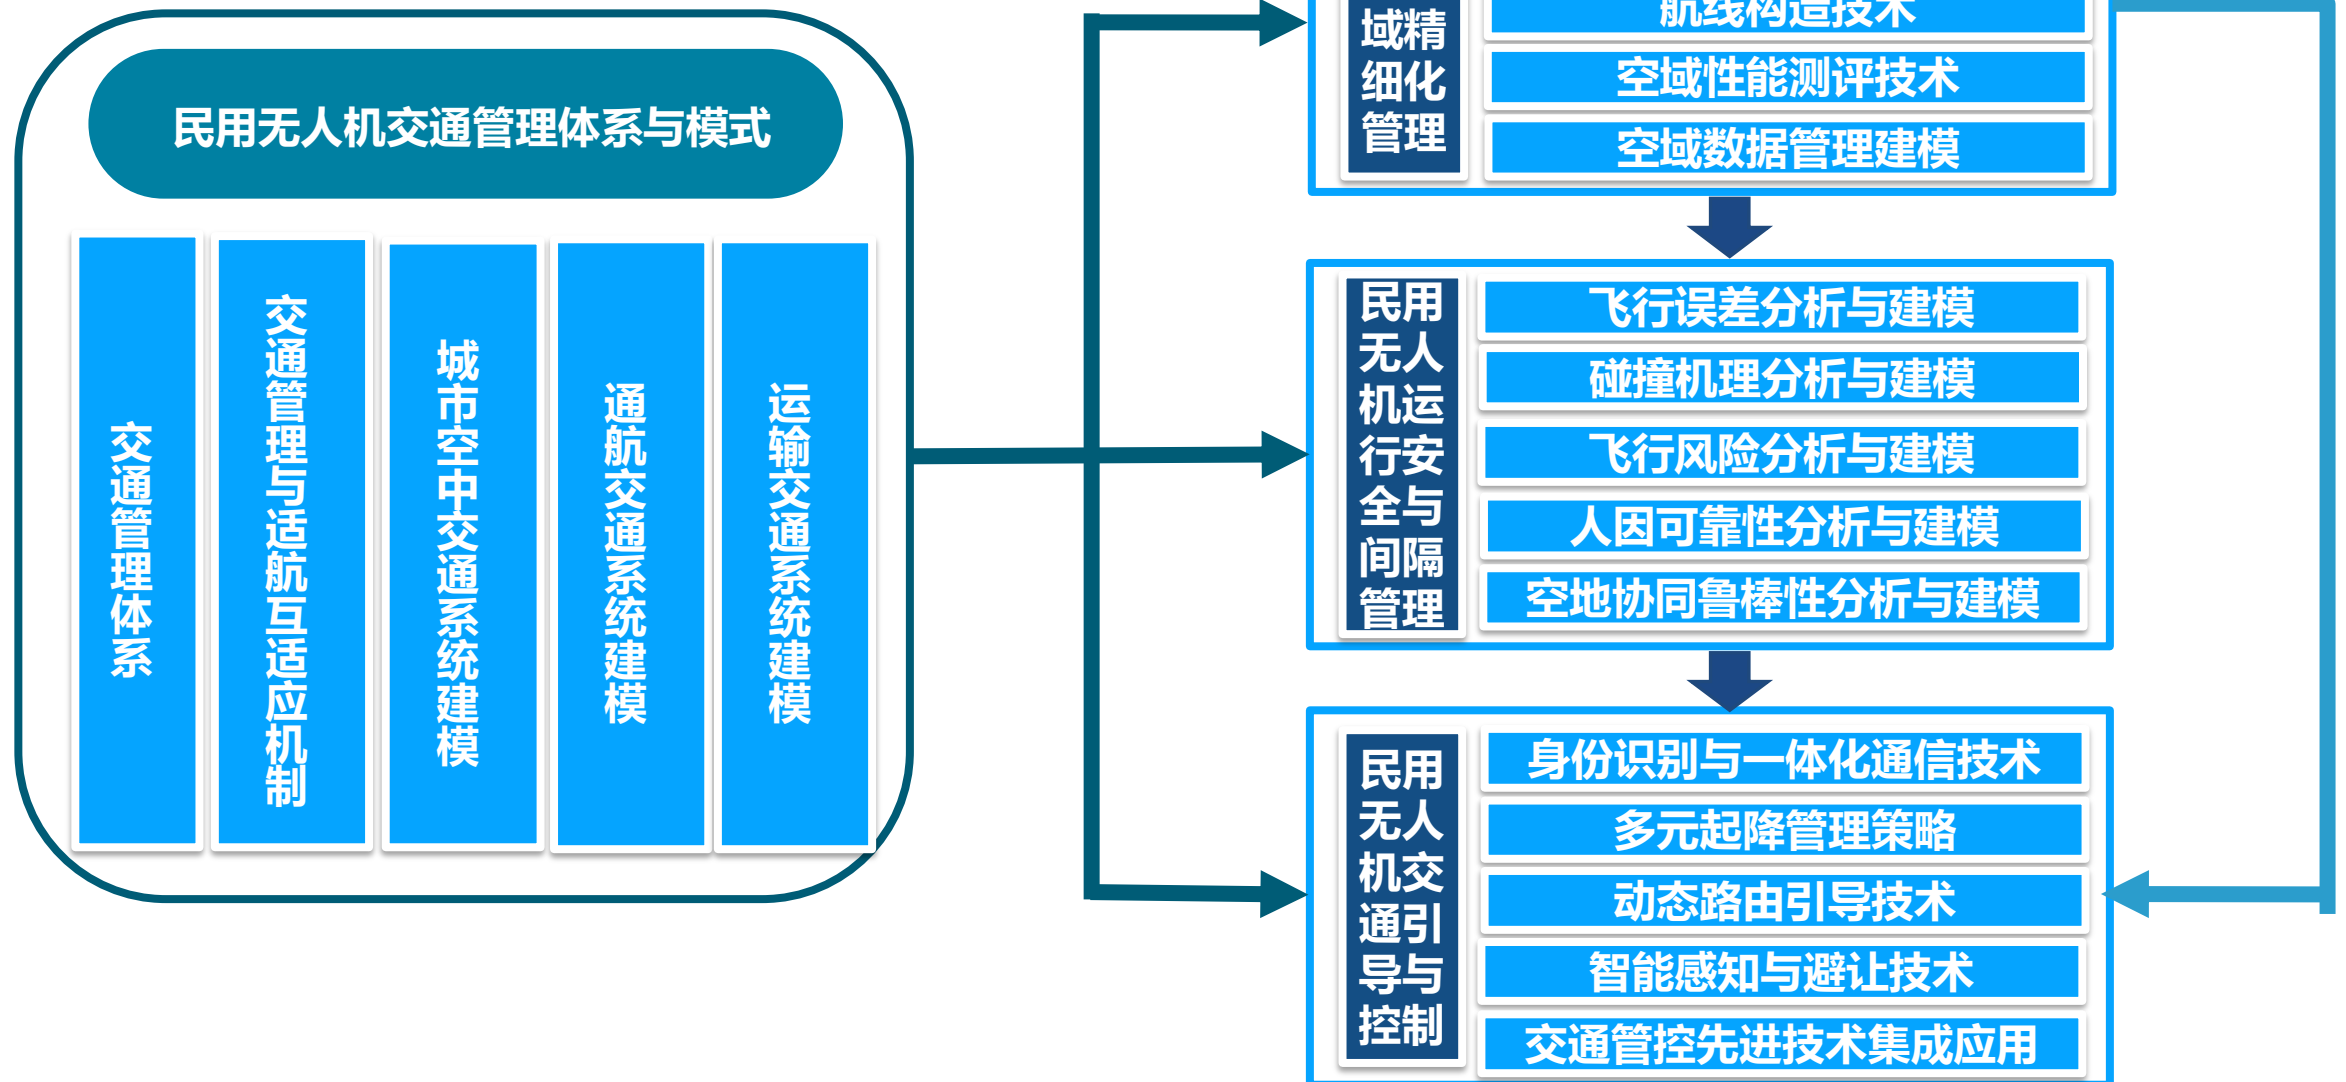 民用无人机交通管理体系与模式
交通管理体系
交通管理与适航互适应机制
城市空中交通系统建模
通航交通系统建模
运输交通系统建模
域精
细化
管理
航线构造技术
空域性能测评技术
空域数据管理建模
民用
无人
机运
行安
全与
间隔
管理
飞行误差分析与建模
碰撞机理分析与建模
飞行风险分析与建模
人因可靠性分析与建模
空地协同鲁棒性分析与建模
民用
无人
机交
通引
导与
控制
身份识别与一体化通信技术
多元起降管理策略
动态路由引导技术
智能感知与避让技术
交通管控先进技术集成应用